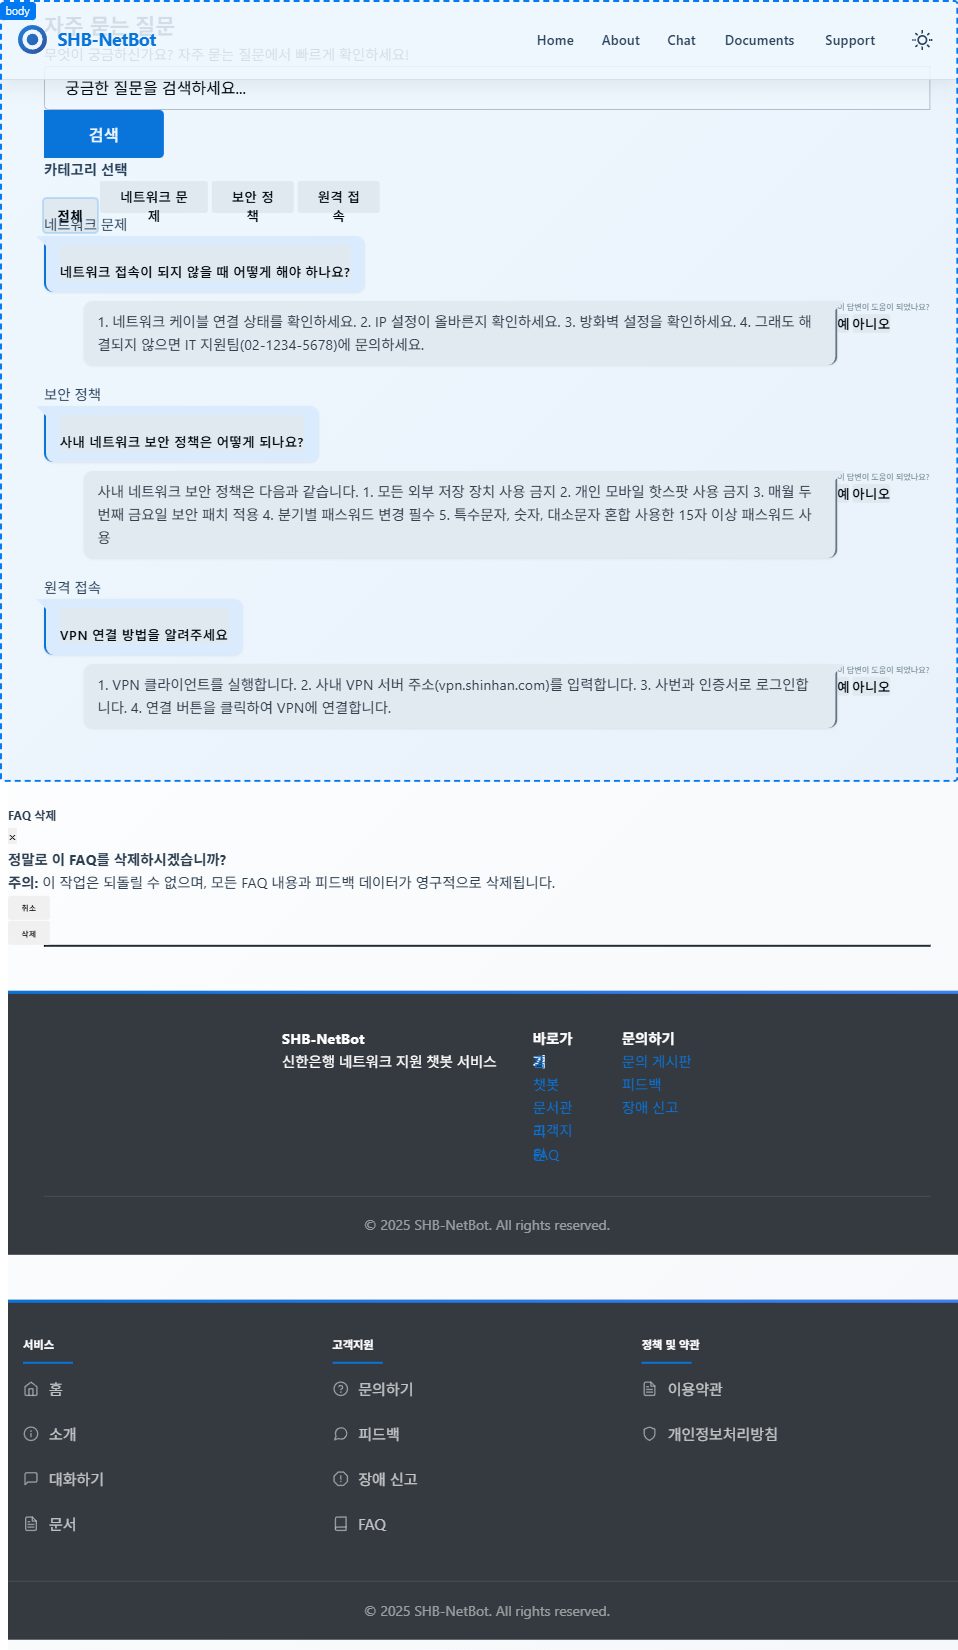 body
자주 묻는 질문
SHB-NetBot
Home
About
Chat
Documents
Support
무엇이 궁금하신가요? 자주 묻는 질문에서 빠르게 확인하세요!
궁금한 질문을 검색하세요...
검색
카테고리 선택
전체
네트워크 문
제
보안 정
책
원격 접
속
네트워크 문제
네트워크 접속이 되지 않을 때 어떻게 해야 하나요?
1. 네트워크 케이블 연결 상태를 확인하세요. 2. IP 설정이 올바른지 확인하세요. 3. 방화벽 설정을 확인하세요. 4. 그래도 해
결되지 않으면 IT 지원팀(02-1234-5678)에 문의하세요.
이 답변이 도움이 되었나요?
예 아니오
보안 정책
사내 네트워크 보안 정책은 어떻게 되나요?
사내 네트워크 보안 정책은 다음과 같습니다. 1. 모든 외부 저장 장치 사용 금지 2. 개인 모바일 핫스팟 사용 금지 3. 매월 두
번째 금요일 보안 패치 적용 4. 분기별 패스워드 변경 필수 5. 특수문자, 숫자, 대소문자 혼합 사용한 15자 이상 패스워드 사
용
이 답변이 도움이 되었나요?
예 아니오
원격 접속
VPN 연결 방법을 알려주세요
1. VPN 클라이언트를 실행합니다. 2. 사내 VPN 서버 주소(vpn.shinhan.com)를 입력합니다. 3. 사번과 인증서로 로그인합
니다. 4. 연결 버튼을 클릭하여 VPN에 연결합니다.
이 답변이 도움이 되었나요?
예 아니오
FAQ 삭제
×
정말로 이 FAQ를 삭제하시겠습니까?
주의: 이 작업은 되돌릴 수 없으며, 모든 FAQ 내용과 피드백 데이터가 영구적으로 삭제됩니다.
취소
삭제
SHB-NetBot
신한은행 네트워크 지원 챗봇 서비스
바로가
기
챗봇
문서관
고객지
FAQ
문의하기
문의 게시판
피드백
장애 신고
© 2025 SHB-NetBot. All rights reserved.
서비스
홈
소개
대화하기
문서
고객지원
문의하기
피드백
장애 신고
FAQ
정책 및 약관
이용약관
개인정보처리방침
© 2025 SHB-NetBot. All rights reserved.